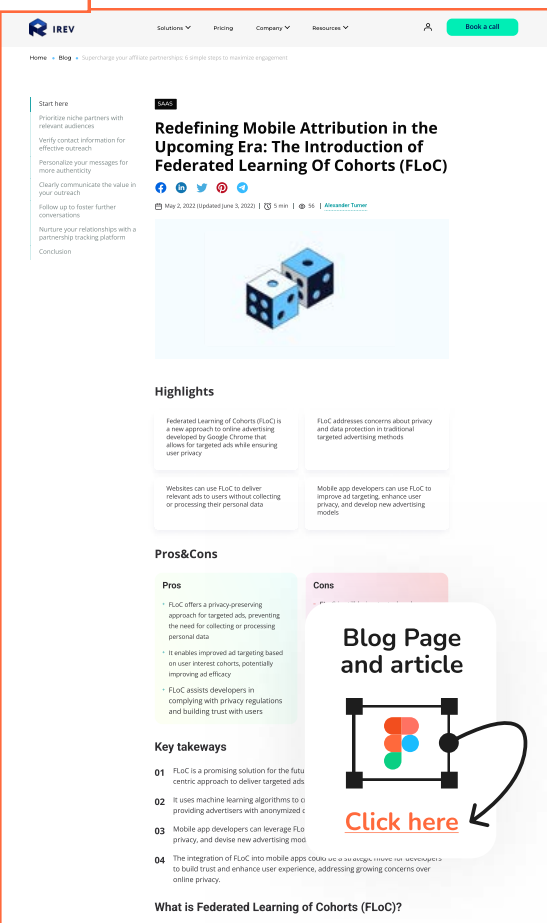 IREV
Solutions
Pricing
Company
Resources
Book a call
Home
Blog
Supercharge your affiliate partnerships: 6 simple steps to maximize engagement
Start here
Prioritize niche partners with
relevant audiences
Verify contact information for
effective outreach
Personalize your messages for
more authenticity
Clearly communicate the value in
your outreach
Follow up to foster further
conversations
Nurture your relationships with a
partnership tracking platform
Conclusion
SAAS
Redefining Mobile Attribution in the
Upcoming Era: The Introduction of
Federated Learning Of Cohorts (FLoC)
May 2, 2022 (Updated June 3, 2022) | 5 min | 56 | Alexander Turner
Highlights
Federated Learning of Cohorts (FLoC) is
a new approach to online advertising
developed by Google Chrome that
allows for targeted ads while ensuring
user privacy
FLoC addresses concerns about privacy
and data protection in traditional
targeted advertising methods
Websites can use FLoC to deliver
relevant ads to users without collecting
or processing their personal data
Mobile app developers can use FLoC to
improve ad targeting, enhance user
privacy, and develop new advertising
models
Pros&Cons
Pros
FLoC offers a privacy-preserving
approach for targeted ads, preventing
the need for collecting or processing
personal data
It enables improved ad targeting based
on user interest cohorts, potentially
improving ad efficacy
FLoC assists developers in
complying with privacy regulations
and building trust with users
Cons
Blog Page
and article
Click here
Key takeways
01 FLoC is a promising solution for the futu
centric approach to deliver targeted ads
02 It uses machine learning algorithms to c
providing advertisers with anonymized c
03 Mobile app developers can leverage FLo
privacy, and devise new advertising mod
04 The integration of FLoC into mobile apps could be a strategic move for developers
to build trust and enhance user experience, addressing growing concerns over
online privacy.
What is Federated Learning of Cohorts (FLoC)?